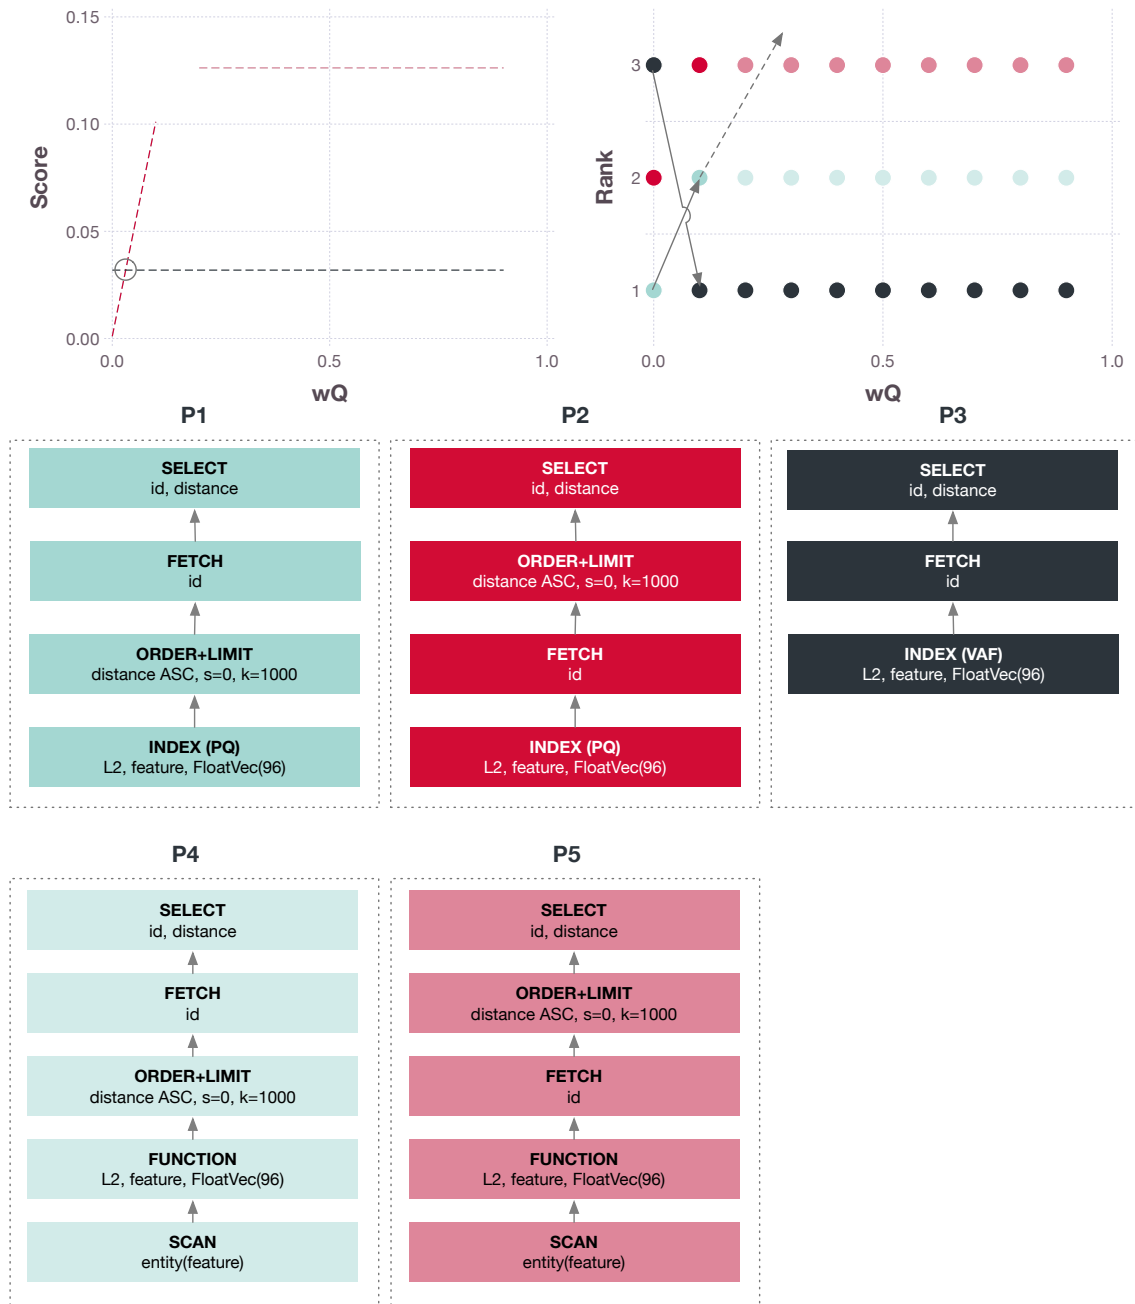 0.15
0.10
0.05
0.00
Score
0.0
0.5
1.0
wQ
3
2
1
Rank
0.0
0.5
1.0
wQ
P1
SELECT
id, distance
FETCH
id
ORDER+LIMIT
distance ASC, s=0, k=1000
INDEX (PQ)
L2, feature, FloatVec(96)
P2
SELECT
id, distance
ORDER+LIMIT
distance ASC, s=0, k=1000
FETCH
id
INDEX (PQ)
L2, feature, FloatVec(96)
P3
SELECT
id, distance
FETCH
id
INDEX (VAF)
L2, feature, FloatVec(96)
P4
SELECT
id, distance
FETCH
id
ORDER+LIMIT
distance ASC, s=0, k=1000
FUNCTION
L2, feature, FloatVec(96)
SCAN
entity(feature)
P5
SELECT
id, distance
ORDER+LIMIT
distance ASC, s=0, k=1000
FETCH
id
FUNCTION
L2, feature, FloatVec(96)
SCAN
entity(feature)